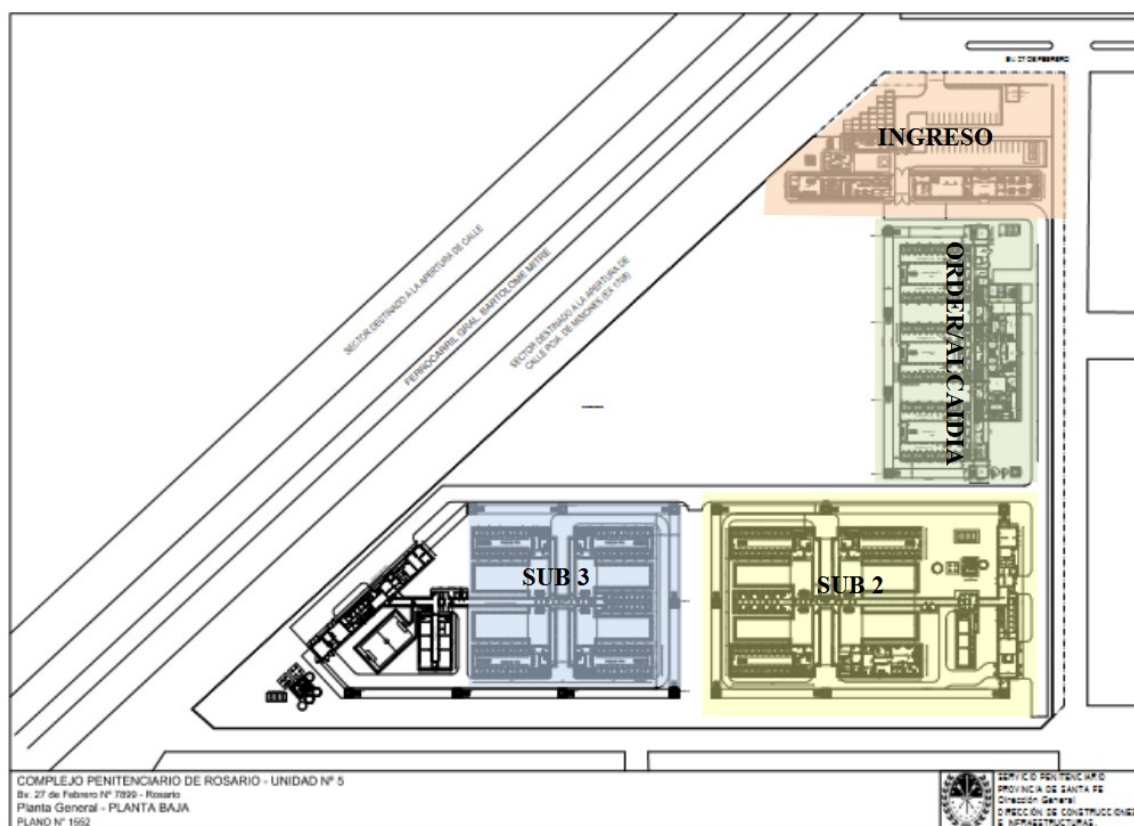 BV. 27 DE FEBRERO
INGRESO
ORDER/ALCAIDIA
SECTOR DESTINADO A LA APERTURA DE CALLE
FERROCARRIL GRAL. BARTOLOME MITRE
SECTOR DESTINADO A LA APERTURA DE
CALLE PCIA. DE MISIONES (EX 1708)
SUB 3
SUB 2
COMPLEJO PENITENCIARIO DE ROSARIO - UNIDAD Nº 5
Bv. 27 de Febrero Nº 7899 - Rosario
Planta General - PLANTA BAJA
PLANO Nº 1552
SERVICIO PENITENCIARIO
PROVINCIA DE SANTA FE
Dirección General
DIRECCIÓN DE CONSTRUCCIONES
E INFRAESTRUCTURAS.